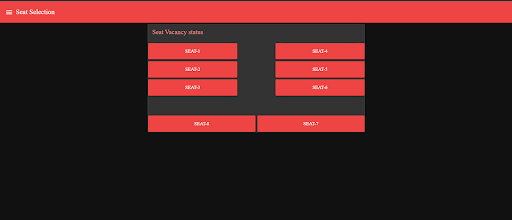 Seat Selection
Seat Vacancy status
SEAT-1
SEAT-4
SEAT-2
SEAT-5
SEAT-3
SEAT-6
SEAT-8
SEAT-7